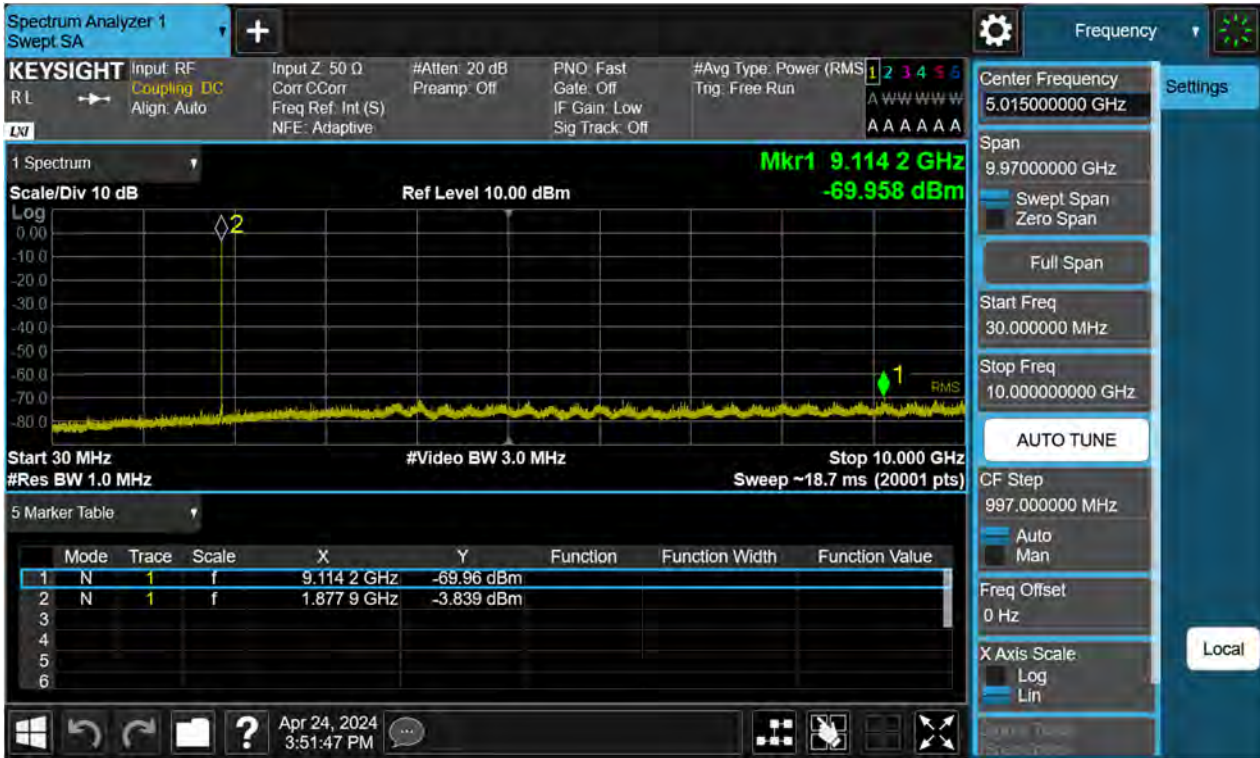 Spectrum Analyzer 1
Swept SA
Frequency
KEYSIGHT
Input: RF
Input Z: 50 Ω
#Atten: 20 dB
PNO: Fast
#Avg Type: Power (RMS
1 2 3 4 5 6
R L
Coupling: DC
Corr CCorr
Preamp: Off
Gate: Off
Trig: Free Run
Align: Auto
Freq Ref: Int (S)
IF Gain: Low
A W W W W W
LXI
NFE: Adaptive
Sig Track: Off
A A A A A A
1 Spectrum
Mkr1 9.114 2 GHz
Scale/Div 10 dB
Ref Level 10.00 dBm
-69.958 dBm
Log
2
0.00
-10.0
-20.0
-30.0
-40.0
-50.0
-60.0
1
RMS
-70.0
-80.0
Start 30 MHz
#Video BW 3.0 MHz
Stop 10.000 GHz
#Res BW 1.0 MHz
Sweep ~18.7 ms (20001 pts)
5 Marker Table
Mode Trace Scale X Y Function Function Width Function Value
1 N 1 f 9.114 2 GHz -69.96 dBm
2 N 1 f 1.877 9 GHz -3.839 dBm
3
4
5
6
?
Apr 24, 2024
3:51:47 PM
Center Frequency
5.015000000 GHz
Settings
Span
9.97000000 GHz
Swept Span
Zero Span
Full Span
Start Freq
30.000000 MHz
Stop Freq
10.000000000 GHz
AUTO TUNE
CF Step
997.000000 MHz
Auto
Man
Freq Offset
0 Hz
X Axis Scale
Log
Lin
Local